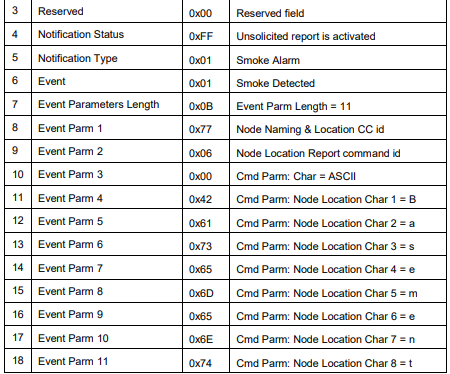 3 Reserved 0x00 Reserved field
4 Notification Status 0xFF Unsolicited report is activated
5 Notification Type 0x01 Smoke Alarm
6 Event 0x01 Smoke Detected
7 Event Parameters Length 0x0B Event Parm Length = 11
8 Event Parm 1 0x77 Node Naming & Location CC id
9 Event Parm 2 0x06 Node Location Report command id
10 Event Parm 3 0x00 Cmd Parm: Char = ASCII
11 Event Parm 4 0x42 Cmd Parm: Node Location Char 1 = B
12 Event Parm 5 0x61 Cmd Parm: Node Location Char 2 = a
13 Event Parm 6 0x73 Cmd Parm: Node Location Char 3 = s
14 Event Parm 7 0x65 Cmd Parm: Node Location Char 4 = e
15 Event Parm 8 0x6D Cmd Parm: Node Location Char 5 = m
16 Event Parm 9 0x65 Cmd Parm: Node Location Char 6 = e
17 Event Parm 10 0x6E Cmd Parm: Node Location Char 7 = n
18 Event Parm 11 0x74 Cmd Parm: Node Location Char 8 = t